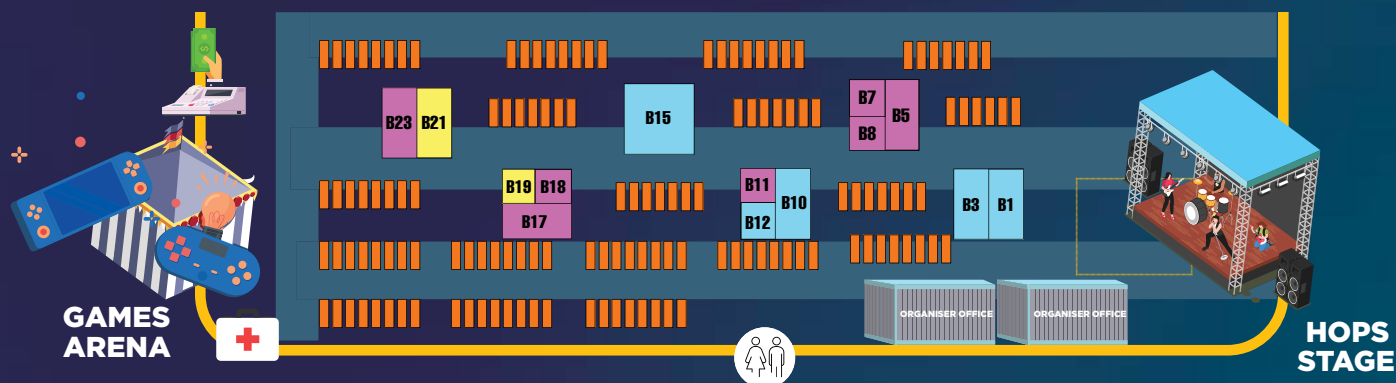 B23
B21
B15
B7
B8
B5
B19
B18
B17
B11
B12
B10
B3
B1
GAMES
ARENA
ORGANISER OFFICE
ORGANISER OFFICE
HOPS
STAGE